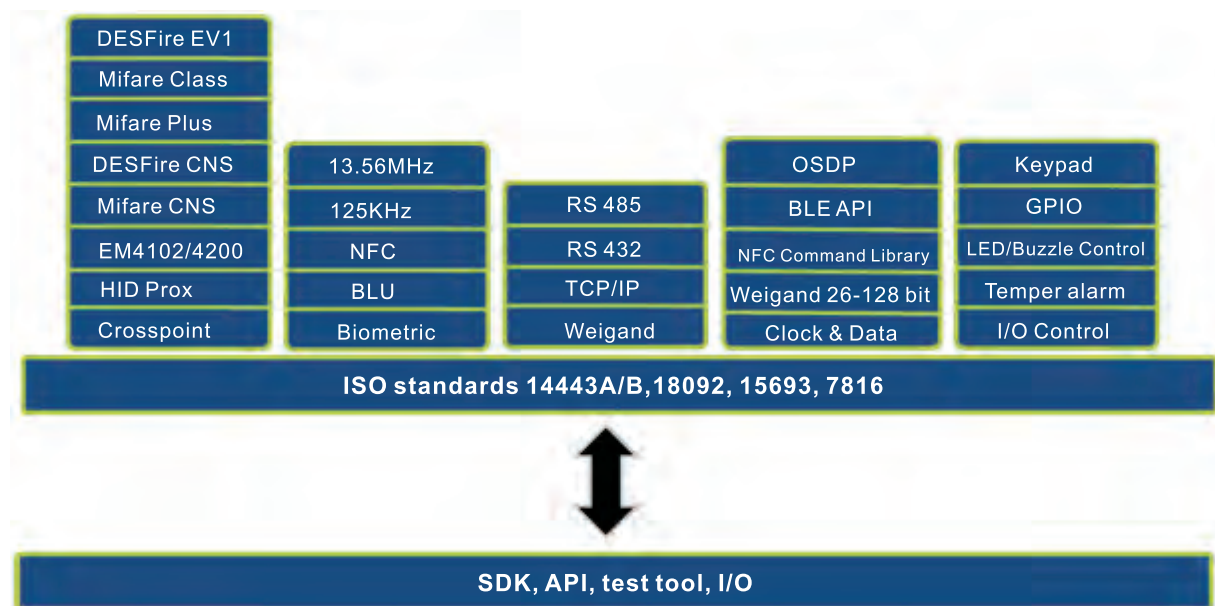 DESFire EV1
Mifare Class
Mifare Plus
DESFire CNS
Mifare CNS
EM4102/4200
HID Prox
Crosspoint
13.56MHz
125KHz
NFC
BLU
Biometric
RS 485
RS 432
TCP/IP
Weigand
OSDP
BLE API
NFC Command Library
Weigand 26-128 bit
Clock & Data
Keypad
GPIO
LED/Buzzle Control
Temper alarm
I/O Control
ISO standards 14443A/B,18092, 15693, 7816
SDK, API, test tool, I/O